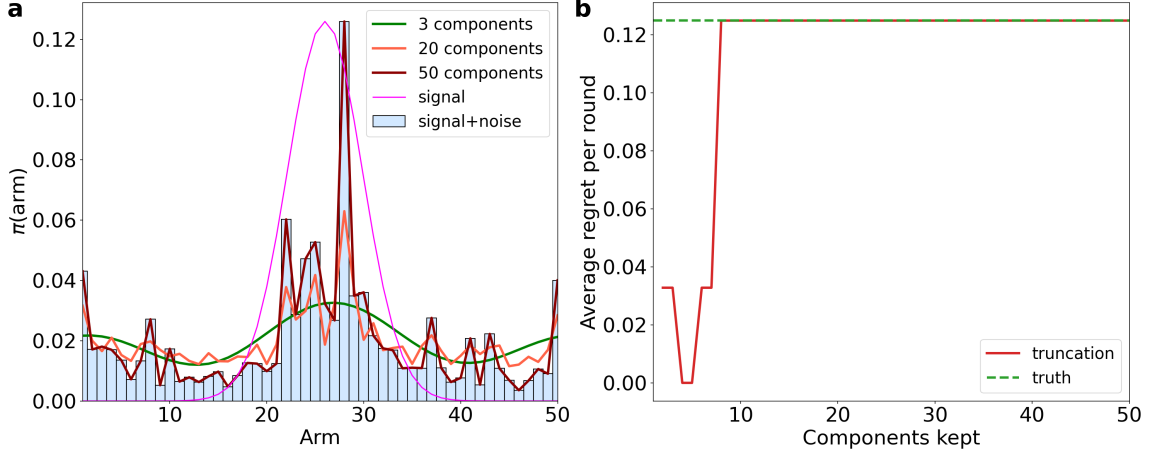 a
3 components
20 components
50 components
signal
signal+noise
π(arm)
0.12
0.10
0.08
0.06
0.04
0.02
0.00
10
20
30
40
50
Arm
b
Average regret per round
0.12
0.10
0.08
0.06
0.04
0.02
0.00
truncation
truth
10
20
30
40
50
Components kept